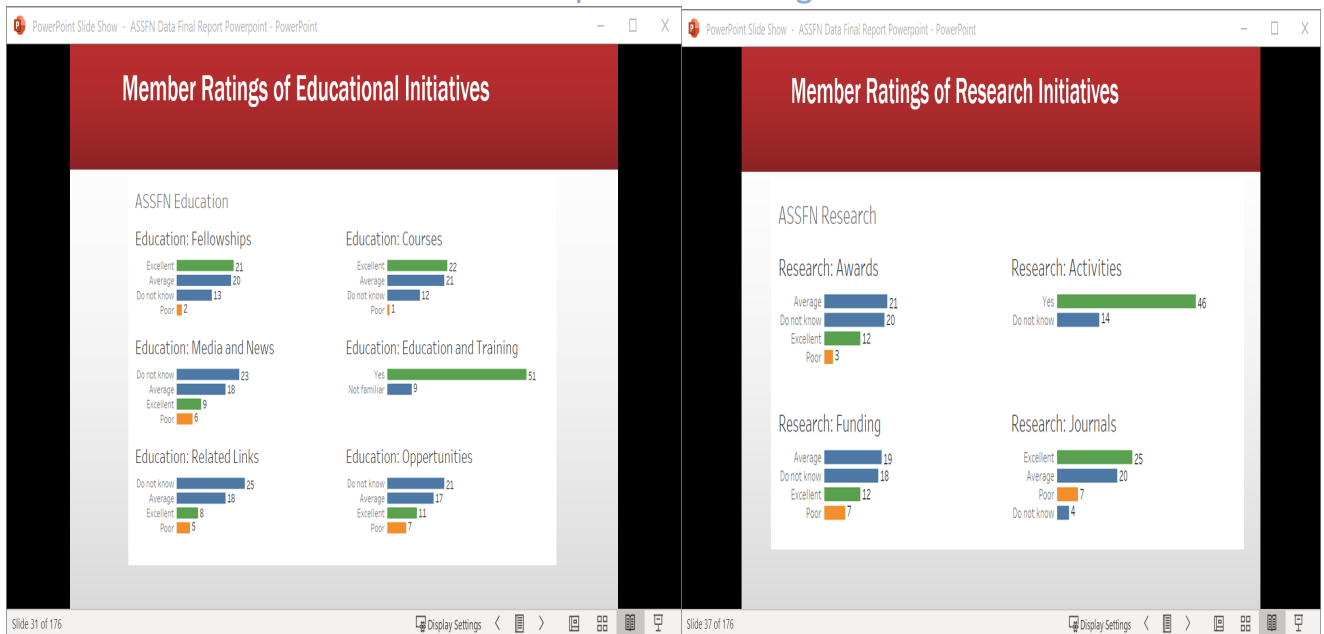 PowerPoint Slide Show - ASSFN Data Final Report Powerpoint - PowerPoint
Member Ratings of Educational Initiatives
ASSFN Education
Education: Fellowships
Excellent 21
Average 20
Do not know 13
Poor 2
Education: Courses
Excellent 22
Average 21
Do not know 12
Poor 1
Education: Media and News
Do not know 23
Average 18
Excellent 9
Poor 6
Education: Education and Training
Yes 51
Not familiar 9
Education: Related Links
Do not know 25
Average 18
Excellent 8
Poor 5
Education: Oppertunities
Do not know 21
Average 17
Excellent 11
Poor 7
Slide 31 of 176
Display Settings
PowerPoint Slide Show - ASSFN Data Final Report Powerpoint - PowerPoint
Member Ratings of Research Initiatives
ASSFN Research
Research: Awards
Average 21
Do not know 20
Excellent 12
Poor 3
Research: Activities
Yes 46
Do not know 14
Research: Funding
Average 19
Do not know 18
Excellent 12
Poor 7
Research: Journals
Excellent 25
Average 20
Poor 7
Do not know 4
Slide 37 of 176
Display Settings